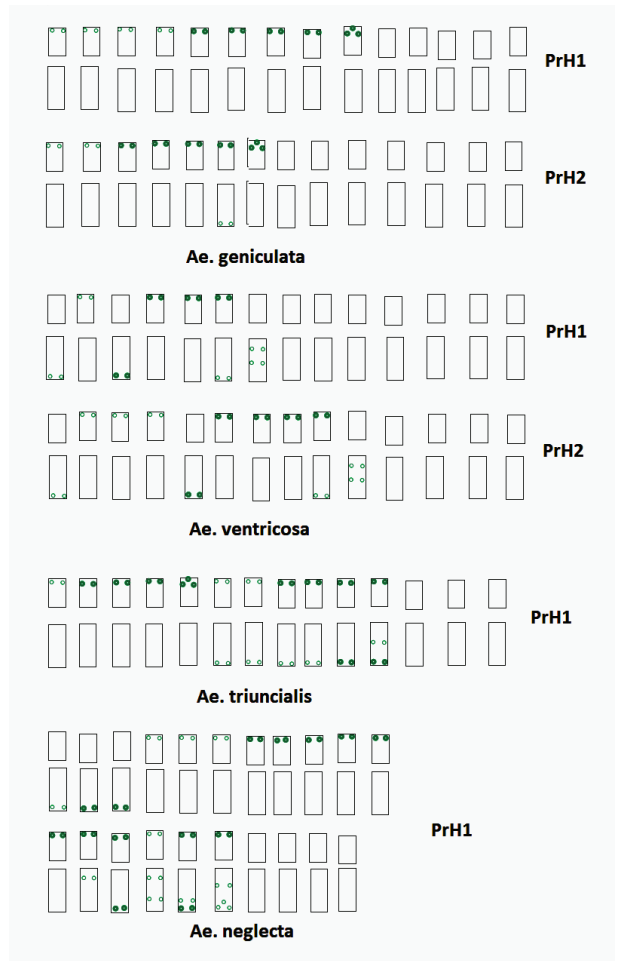 PrH1
PrH2
Ae. geniculata
PrH1
PrH2
Ae. ventricosa
PrH1
Ae. triuncialis
PrH1
Ae. neglecta